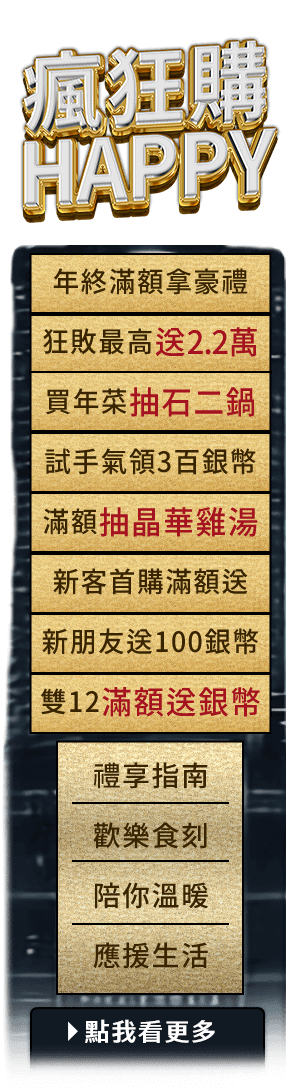 瘋狂購
HAPPY
年終滿額拿豪禮
狂敗最高送2.2萬
買年菜抽石二鍋
試手氣領3百銀幣
滿額抽晶華雞湯
新客首購滿額送
新朋友送100銀幣
雙12滿額送銀幣
禮享指南
歡樂食刻
陪你溫暖
應援生活
點我看更多